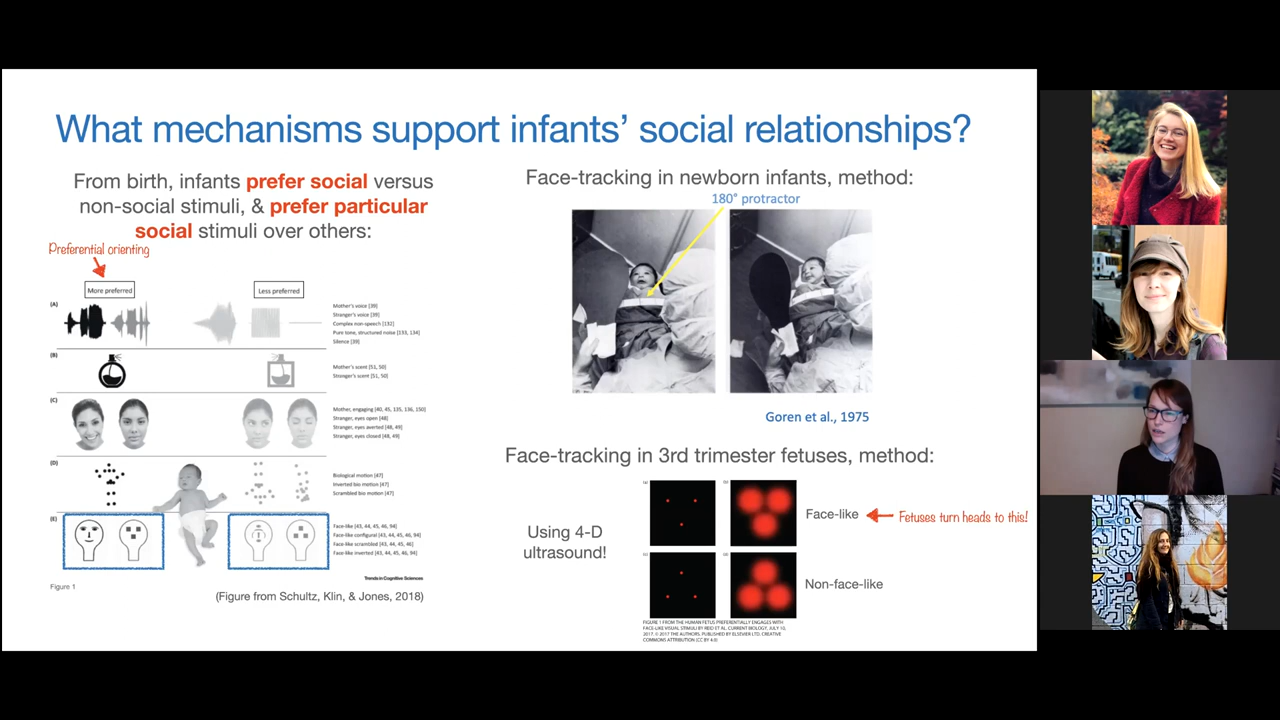 What mechanisms support infants' social relationships?
From birth, infants prefer social versus
non-social stimuli, & prefer particular
social stimuli over others:
Preferential orienting
More preferred
Less preferred
(A)
Mother's voice [39]
Stranger's voice [39]
Complex non-speech [132]
Pure tone, structured noise [133, 134]
Silence [39]
(B)
Mother's scent [51, 50]
Stranger's scent [51, 50]
(C)
Mother, engaging [40, 45, 135, 136, 150]
Stranger, eyes open [48]
Stranger, eyes averted [48, 49]
Stranger, eyes closed [48, 49]
(D)
Biological motion [47]
Inverted bio motion [47]
Scrambled bio motion [47]
(E)
Face-like [43, 44, 45, 46, 94]
Face-like configural [43, 44, 45, 46, 94]
Face-like scrambled [43, 44, 45, 46]
Face-like inverted [43, 44, 45, 46, 94]
Trends in Cognitive Sciences
Figure 1
(Figure from Schultz, Klin, & Jones, 2018)
Face-tracking in newborn infants, method:
180° protractor
Goren et al., 1975
Face-tracking in 3rd trimester fetuses, method:
Using 4-D
ultrasound!
Face-like
Fetuses turn heads to this!
Non-face-like
FIGURE 1 FROM THE HUMAN FETUS PREFERENTIALLY ENGAGES WITH
FACE-LIKE VISUAL STIMULI BY REID ET AL. CURRENT BIOLOGY, JULY 10,
2017, © 2017 THE AUTHORS. PUBLISHED BY ELSEVIER LTD. CREATIVE
COMMONS ATTRIBUTION (CC BY 4.0)